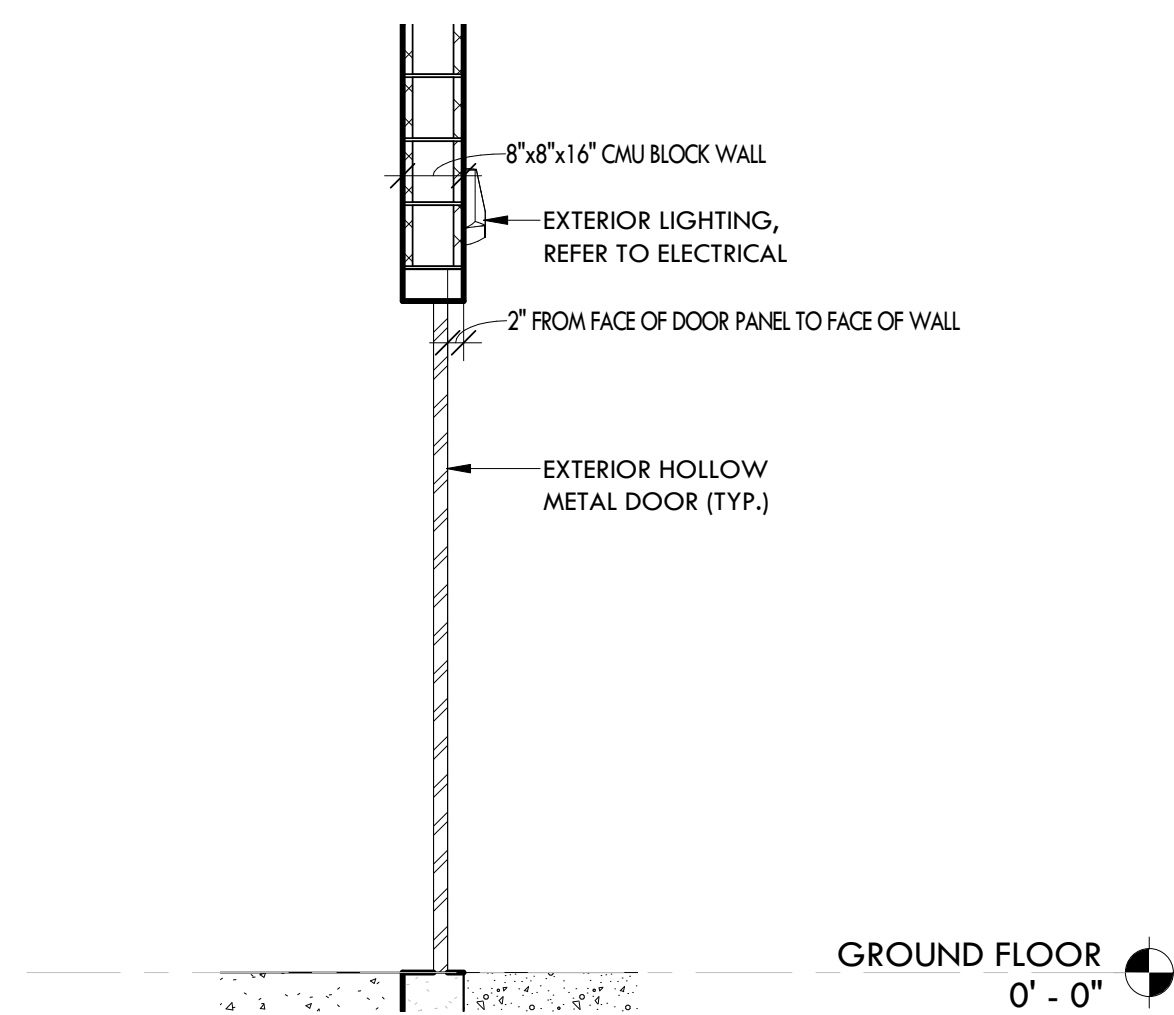 8"x8"x16" CMU BLOCK WALL
EXTERIOR LIGHTING,
REFER TO ELECTRICAL
2" FROM FACE OF DOOR PANEL TO FACE OF WALL
EXTERIOR HOLLOW
METAL DOOR (TYP.)
GROUND FLOOR
0' - 0"